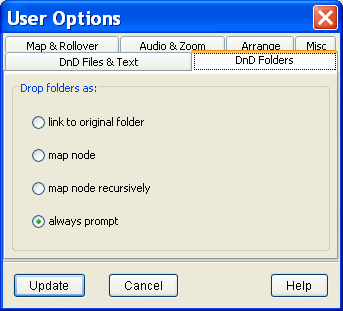 User Options
Map & Rollover Audio & Zoom Arrange Misc
DnD Files & Text DnD Folders
Drop folders as:
link to original folder
map node
map node recursively
always prompt
Update Cancel Help